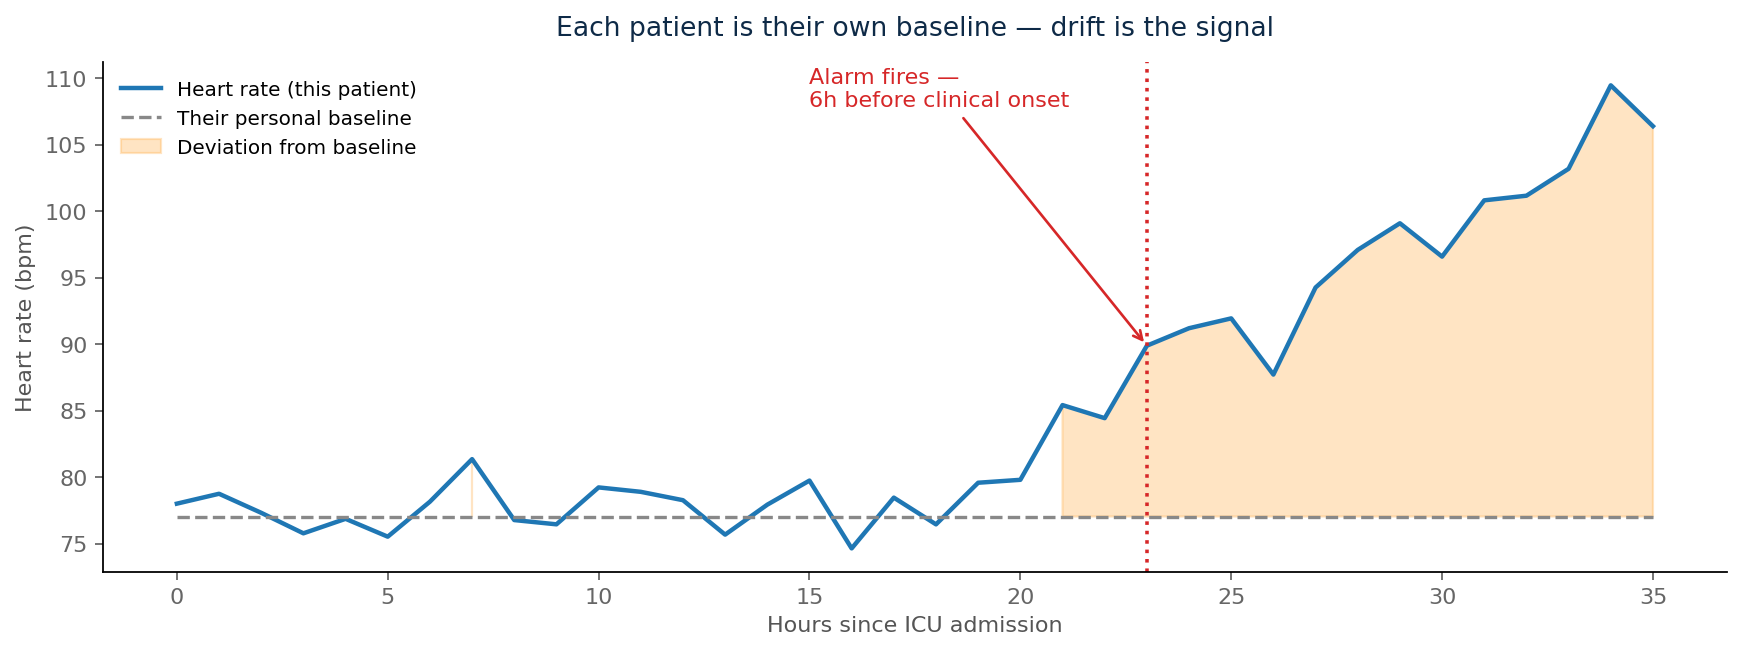 Each patient is their own baseline — drift is the signal
Heart rate (this patient)
Their personal baseline
Deviation from baseline
Alarm fires —
6h before clinical onset
110
105
100
95
90
85
80
75
Heart rate (bpm)
0 5 10 15 20 25 30 35
Hours since ICU admission